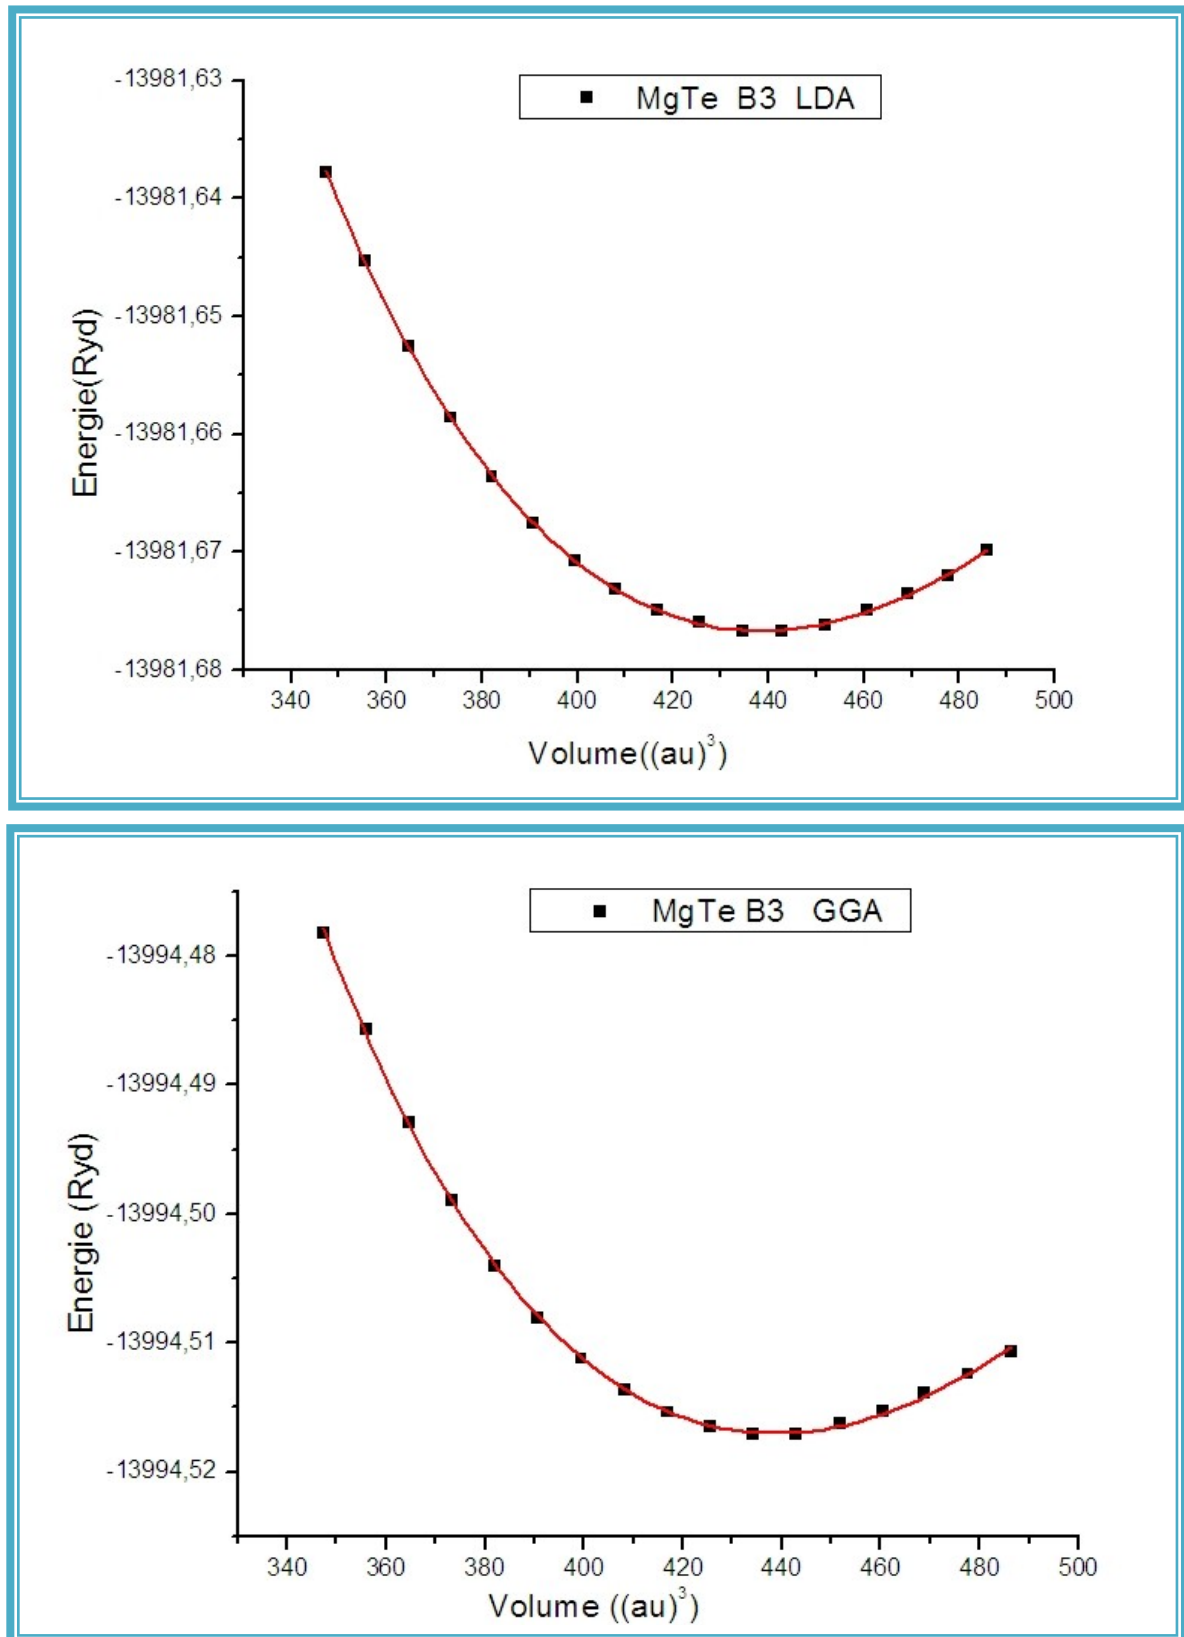 MgTe B3 LDA
-13981,63
-13981,64
-13981,65
-13981,66
-13981,67
-13981,68
Energie(Ryd)
340 360 380 400 420 440 460 480 500
Volume((au)³)
MgTe B3 GGA
-13994,48
-13994,49
-13994,50
-13994,51
-13994,52
Energie (Ryd)
340 360 380 400 420 440 460 480 500
Volume ((au)³)